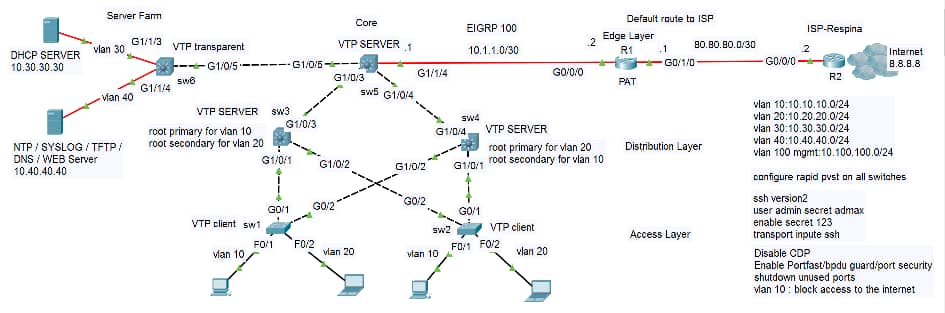 Server Farm
Core
EIGRP 100
Default route to ISP
ISP-Respina
DHCP SERVER
10.30.30.30
vlan 30
G1/1/3
VTP transparent
G1/0/5
G1/0/5
VTP SERVER
.1
10.1.1.0/30
.2
Edge Layer
R1
.1
80.80.80.0/30
.2
Internet
8.8.8.8
G1/1/4
sw6
G1/0/3
sw5
G1/0/4
G1/1/4
G0/0/0
PAT
G0/1/0
G0/0/0
R2
vlan 40
NTP / SYSLOG / TFTP /
DNS / WEB Server
10.40.40.40
VTP SERVER
sw3
G1/0/3
root primary for vlan 10
root secondary for vlan 20
sw4
G1/0/4
VTP SERVER
root primary for vlan 20
root secondary for vlan 10
Distribution Layer
G1/0/1
G1/0/2
G1/0/2
G1/0/1
G0/1
G0/2
G0/2
G0/1
VTP client
sw1
sw2
VTP client
Access Layer
F0/1
F0/2
vlan 10
vlan 20
F0/1
F0/2
vlan 10
vlan 20
vlan 10:10.10.10.0/24
vlan 20:10.20.20.0/24
vlan 30:10.30.30.0/24
vlan 40:10.40.40.0/24
vlan 100 mgmt:10.100.100.0/24
configure rapid pvst on all switches
ssh version2
user admin secret admax
enable secret 123
transport inpute ssh
Disable CDP
Enable Portfast/bpdu guard/port security
shutdown unused ports
vlan 10 : block access to the internet